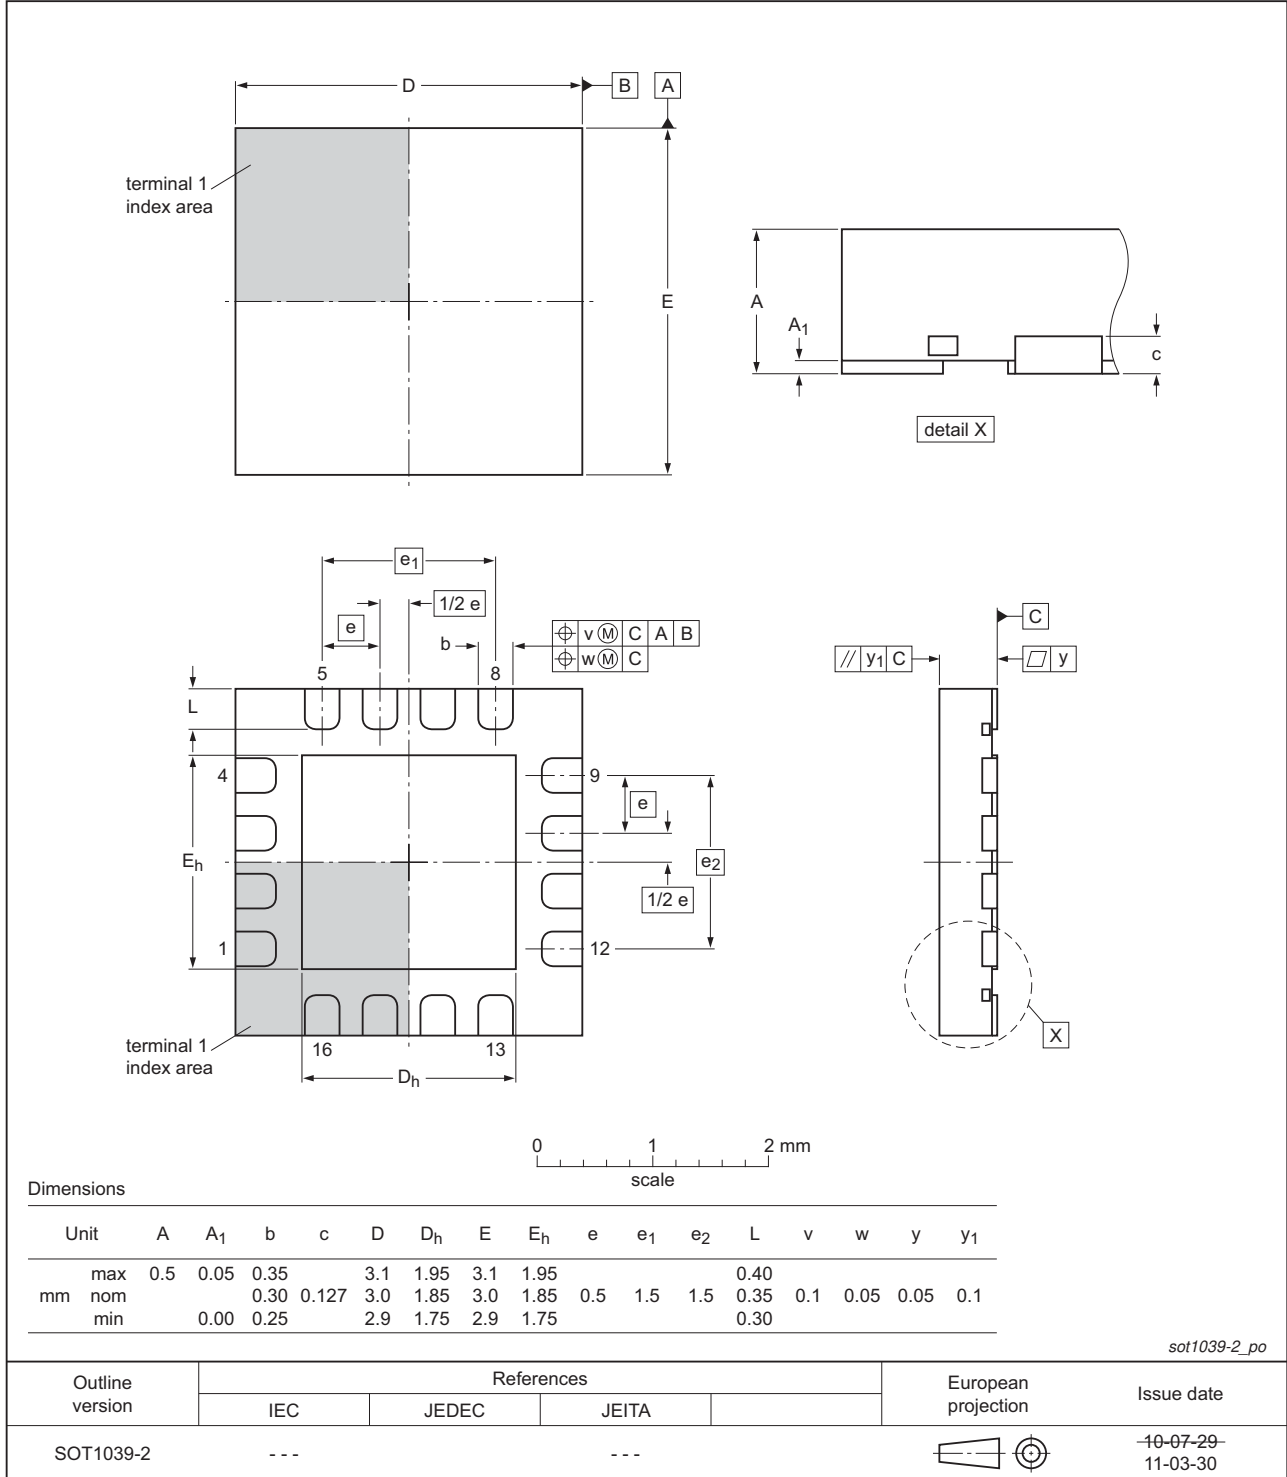 D
B
A
terminal 1
index area
E
A
A1
c
detail X
e1
1/2 e
e
b
v Ⓜ C A B
w Ⓜ C
5
8
L
4
9
e
Eh
e2
1/2 e
1
12
terminal 1
index area
16
13
Dh
C
// y1 C
y
X
0 1 2 mm
scale
Dimensions
Unit A A1 b c D Dh E Eh e e1 e2 L v w y y1
max 0.5 0.05 0.35 3.1 1.95 3.1 1.95 0.40
mm nom 0.30 0.127 3.0 1.85 3.0 1.85 0.5 1.5 1.5 0.35 0.1 0.05 0.05 0.1
min 0.00 0.25 2.9 1.75 2.9 1.75 0.30
sot1039-2_po
Outline
version
References
IEC JEDEC JEITA
European
projection
Issue date
SOT1039-2 - - - - - -
10-07-29
11-03-30